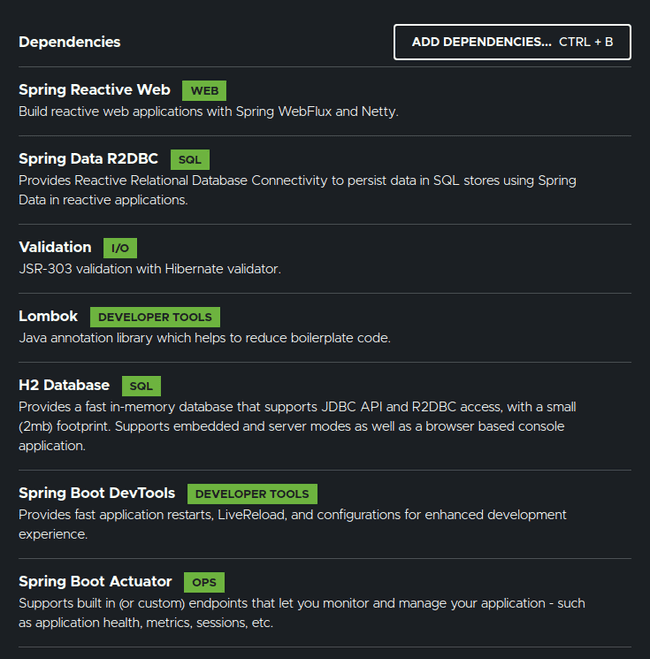 Dependencies
ADD DEPENDENCIES... CTRL + B
Spring Reactive Web WEB
Build reactive web applications with Spring WebFlux and Netty.
Spring Data R2DBC SQL
Provides Reactive Relational Database Connectivity to persist data in SQL stores using Spring
Data in reactive applications.
Validation I/O
JSR-303 validation with Hibernate validator.
Lombok DEVELOPER TOOLS
Java annotation library which helps to reduce boilerplate code.
H2 Database SQL
Provides a fast in-memory database that supports JDBC API and R2DBC access, with a small
(2mb) footprint. Supports embedded and server modes as well as a browser based console
application.
Spring Boot DevTools DEVELOPER TOOLS
Provides fast application restarts, LiveReload, and configurations for enhanced development
experience.
Spring Boot Actuator OPS
Supports built in (or custom) endpoints that let you monitor and manage your application - such
as application health, metrics, sessions, etc.